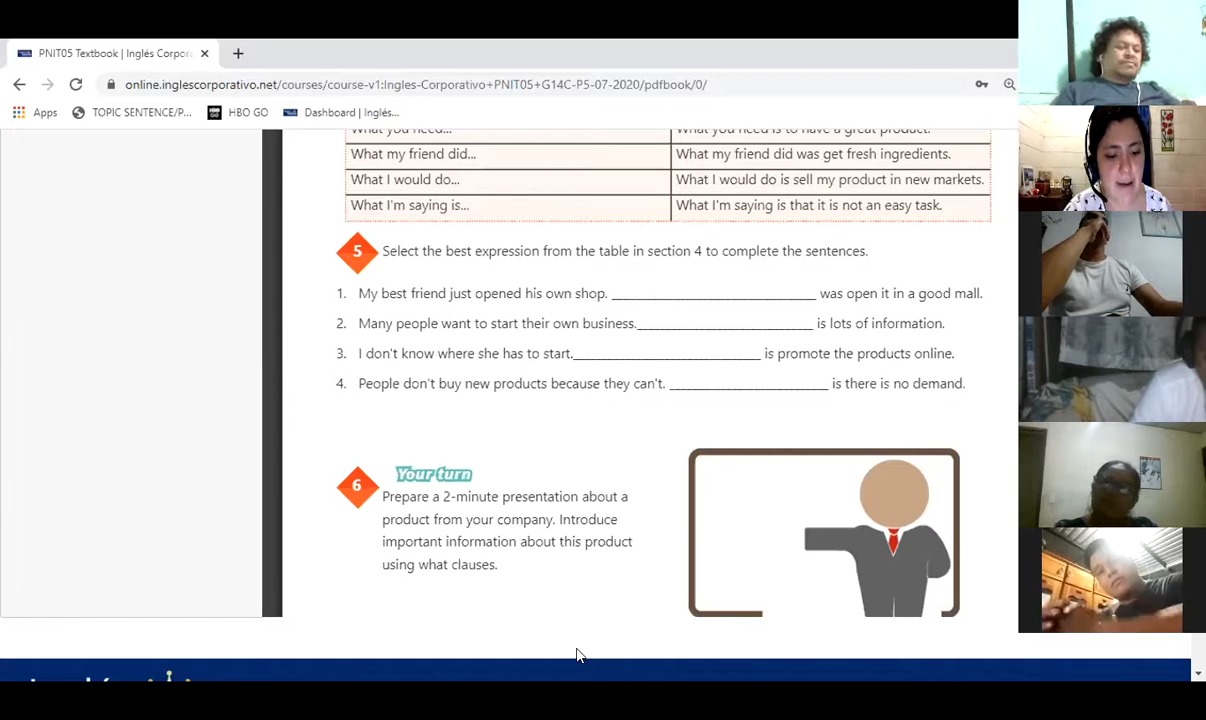 PNIT05 Textbook | Inglés Corpora
online.inglescorporativo.net/courses/course-v1:Ingles-Corporativo+PNIT05+G14C-P5-07-2020/pdfbook/0/
Apps TOPIC SENTENCE/P... HBO GO Dashboard | Inglés...
What you need... What you need is to have a great product.
What my friend did... What my friend did was get fresh ingredients.
What I would do... What I would do is sell my product in new markets.
What I'm saying is... What I'm saying is that it is not an easy task.
5 Select the best expression from the table in section 4 to complete the sentences.
1. My best friend just opened his own shop. ______________________________ was open it in a good mall.
2. Many people want to start their own business.__________________________ is lots of information.
3. I don't know where she has to start.____________________________ is promote the products online.
4. People don't buy new products because they can't. ________________________ is there is no demand.
6 Your turn
Prepare a 2-minute presentation about a
product from your company. Introduce
important information about this product
using what clauses.